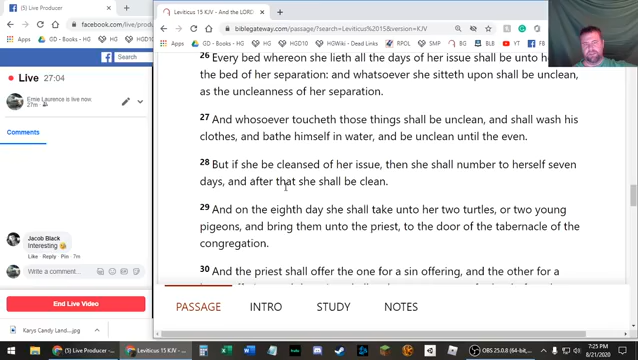 (5) Live Producer
facebook.com/live/produ
Apps
GD - HG
Bosch - HG
GD1
Search
Live 27:04
Ernie Laurence is live now.
27m
Comments
Jacob Black
Interesting
Like · Reply · Pin · 7m
Write a comment...
End Live Video
Karys Candy Land....jpg
Leviticus 15 KJV - And the LORD
biblegateway.com/passage/?search=Leviticus%2015&version=KJV
Apps
GD - HG
Bosch - HG
GD1
HGWiki - Dead Links
RPOL
SMP
BG
YT
FB
Azure
26 Every bed whereon she lieth all the days of her issue shall be unto h
the bed of her separation: and whatsoever she sitteth upon shall be unclean,
as the uncleanness of her separation.
27 And whosoever toucheth those things shall be unclean, and shall wash his
clothes, and bathe himself in water, and be unclean until the even.
28 But if she be cleansed of her issue, then she shall number to herself seven
days, and after that she shall be clean.
29 And on the eighth day she shall take unto her two turtles, or two young
pigeons, and bring them unto the priest, to the door of the tabernacle of the
congregation.
30 And the priest shall offer the one for a sin offering, and the other for a
PASSAGE INTRO STUDY NOTES
(5) Live Producer -
Leviticus 15 KJV -
OBS 25.0.8 (64-bit,
7:25 PM
8/21/2020